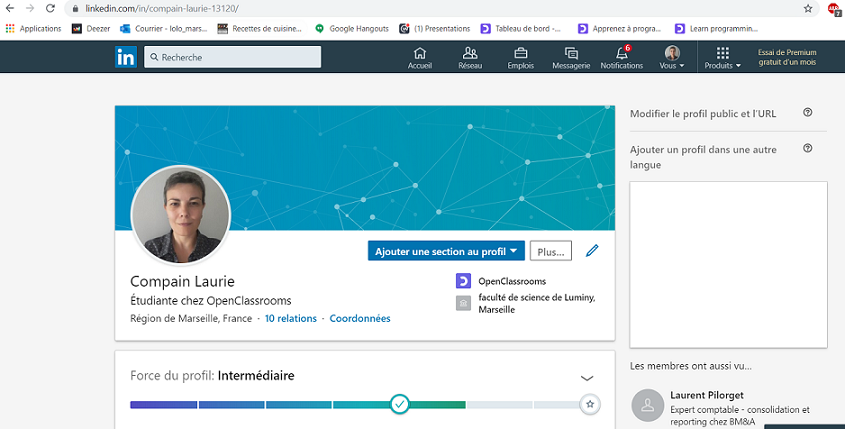 linkedin.com/in/compain-laurie-13120/
Applications Deezer Courrier - lolo_mars... Recettes de cuisine... Google Hangouts (1) Presentations Tableau de bord -... Apprenez à progra... Learn programmin...
in Recherche
Accueil Réseau Emplois Messagerie 6 Notifications Vous Produits
Essai de Premium
gratuit d'un mois
Modifier le profil public et l'URL
Ajouter un profil dans une autre
langue
Ajouter une section au profil Plus...
Compain Laurie
Étudiante chez OpenClassrooms
Région de Marseille, France · 10 relations · Coordonnées
OpenClassrooms
faculté de science de Luminy,
Marseille
Force du profil: Intermédiaire
Les membres ont aussi vu...
Laurent Pilorget
Expert comptable - consolidation et
reporting chez BM&A